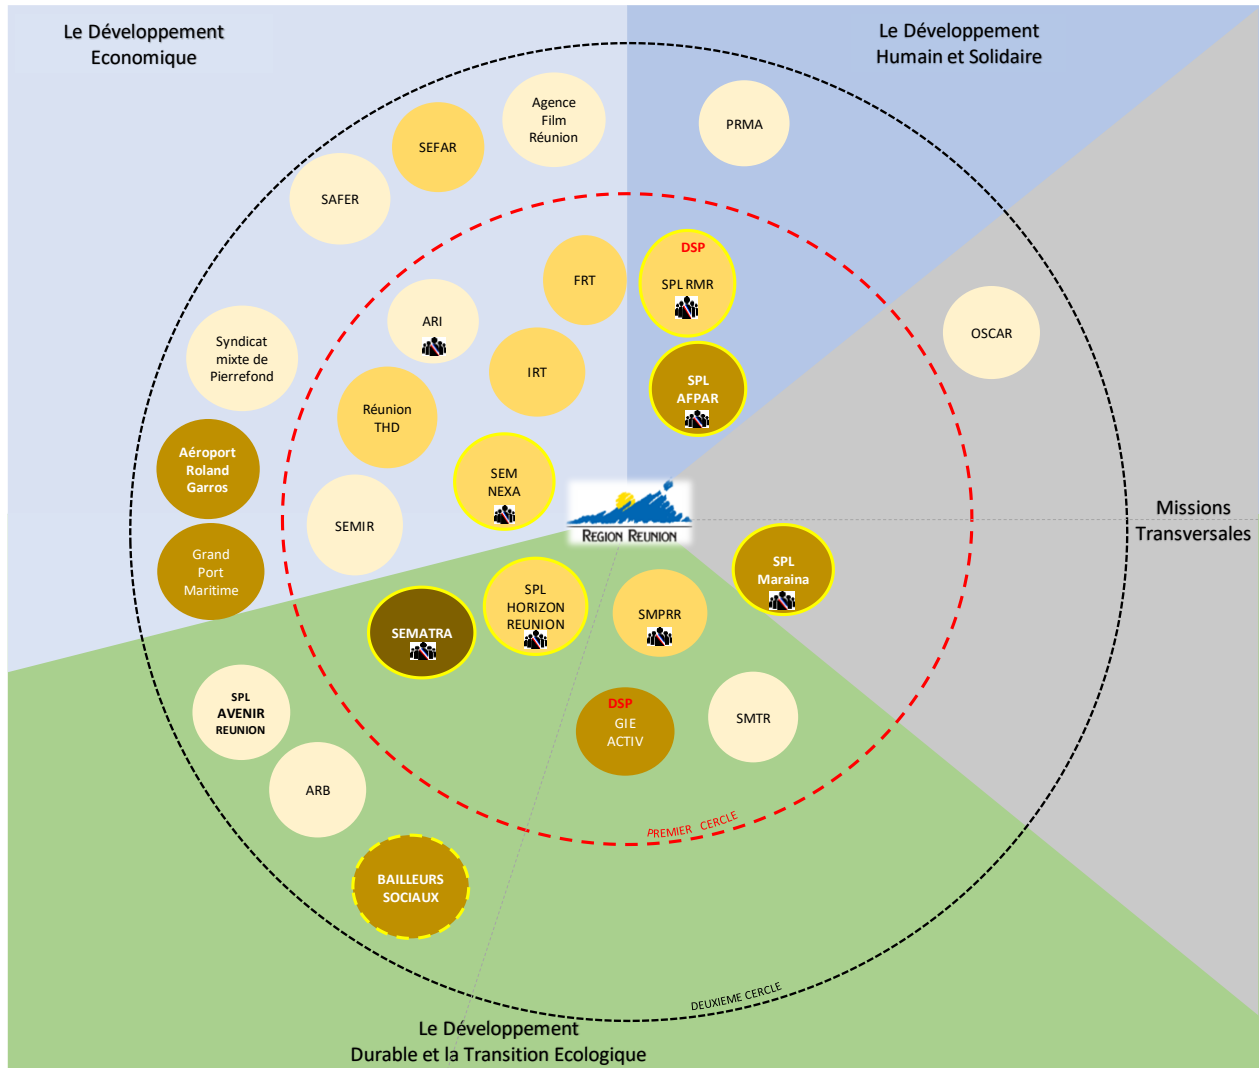 Le Développement
Economique
Le Développement
Humain et Solidaire
Agence
Film
Réunion
PRMA
SEFAR
SAFER
DSP
SPL RMR
FRT
ARI
OSCAR
Syndicat
mixte de
Pierrefond
IRT
SPL
AFPAR
Réunion
THD
Aéroport
Roland
Garros
SEM
NEXA
SEMIR
REGION REUNION
Missions
Transversales
Grand
Port
Maritime
SPL
Maraina
SPL
HORIZON
REUNION
SMPRR
SEMATRA
SPL
AVENIR
REUNION
DSP
GIE
ACTIV
SMTR
ARB
PREMIER CERCLE
BAILLEURS
SOCIAUX
DEUXIEME CERCLE
Le Développement
Durable et la Transition Ecologique